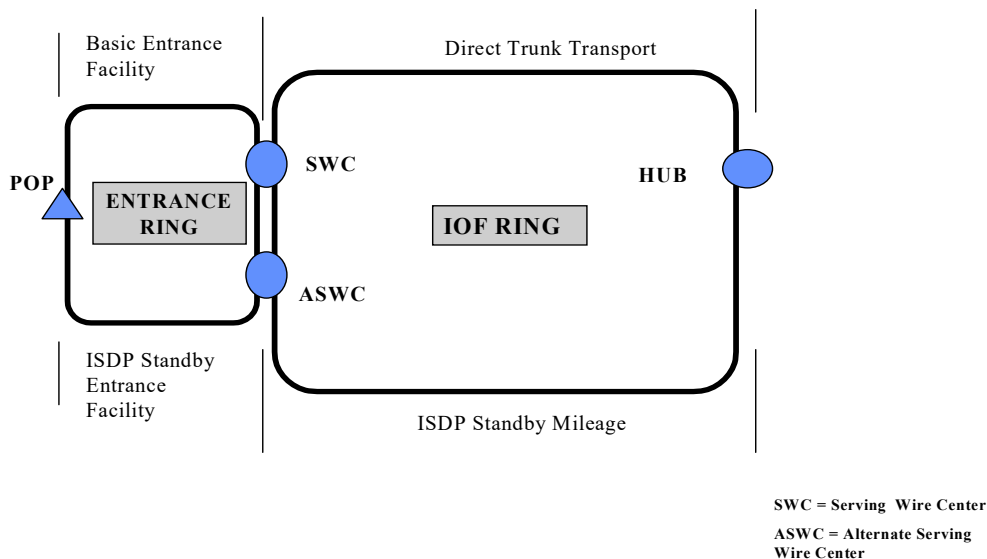 Basic Entrance
Facility
Direct Trunk Transport
SWC
POP
HUB
ENTRANCE
RING
IOF RING
ASWC
ISDP Standby
Entrance
Facility
ISDP Standby Mileage
SWC = Serving Wire Center
ASWC = Alternate Serving
Wire Center